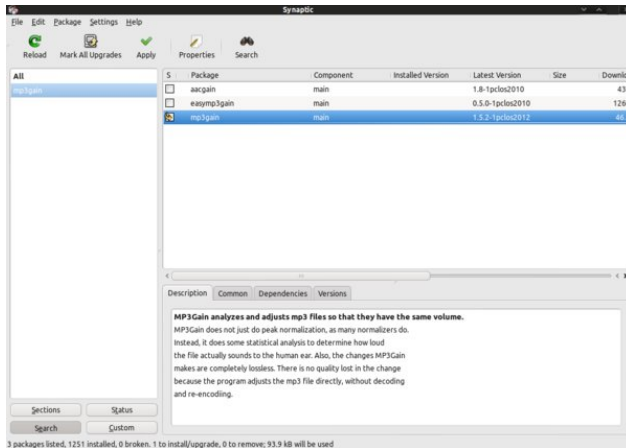 Synaptic
File Edit Package Settings Help
Reload Mark All Upgrades Apply Properties Search
All
mp3gain
S Package Component Installed Version Latest Version Size Downlo
aacgain main 1.8-1pclos2010 43
easymp3gain main 0.5.0-1pclos2010 126
mp3gain main 1.5.2-1pclos2012 46.
Description Common Dependencies Versions
MP3Gain analyzes and adjusts mp3 files so that they have the same volume.
MP3Gain does not just do peak normalization, as many normalizers do.
Instead, it does some statistical analysis to determine how loud
the file actually sounds to the human ear. Also, the changes MP3Gain
makes are completely lossless. There is no quality lost in the change
because the program adjusts the mp3 file directly, without decoding
and re-encodiing.
Sections Status
Search Custom
3 packages listed, 1251 installed, 0 broken. 1 to install/upgrade, 0 to remove; 93.9 kB will be used